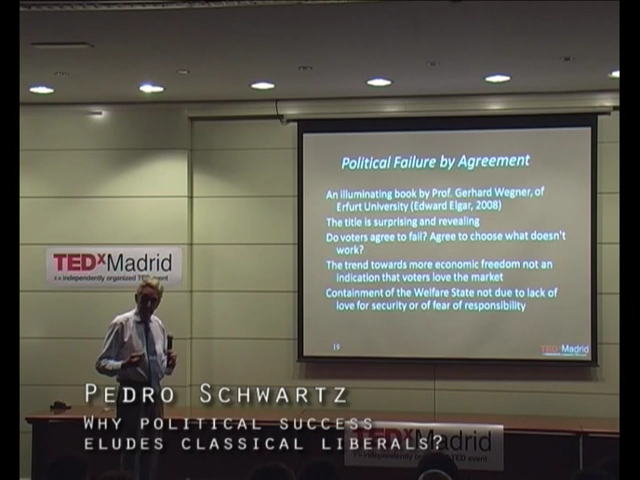 Political Failure by Agreement
An illuminating book by Prof. Gerhard Wegner, of
Erfurt University (Edward Elgar, 2008)
The title is surprising and revealing
Do voters agree to fail? Agree to choose what doesn't
work?
The trend towards more economic freedom not an
indication that voters love the market
Containment of the Welfare State not due to lack of
love for security or of fear of responsibility
19
TEDxMadrid
TEDxMadrid
x = independently organized TED event
PEDRO SCHWARTZ
WHY POLITICAL SUCCESS
ELUDES CLASSICAL LIBERALS?
TEDxMadrid
x = independently organized TED event